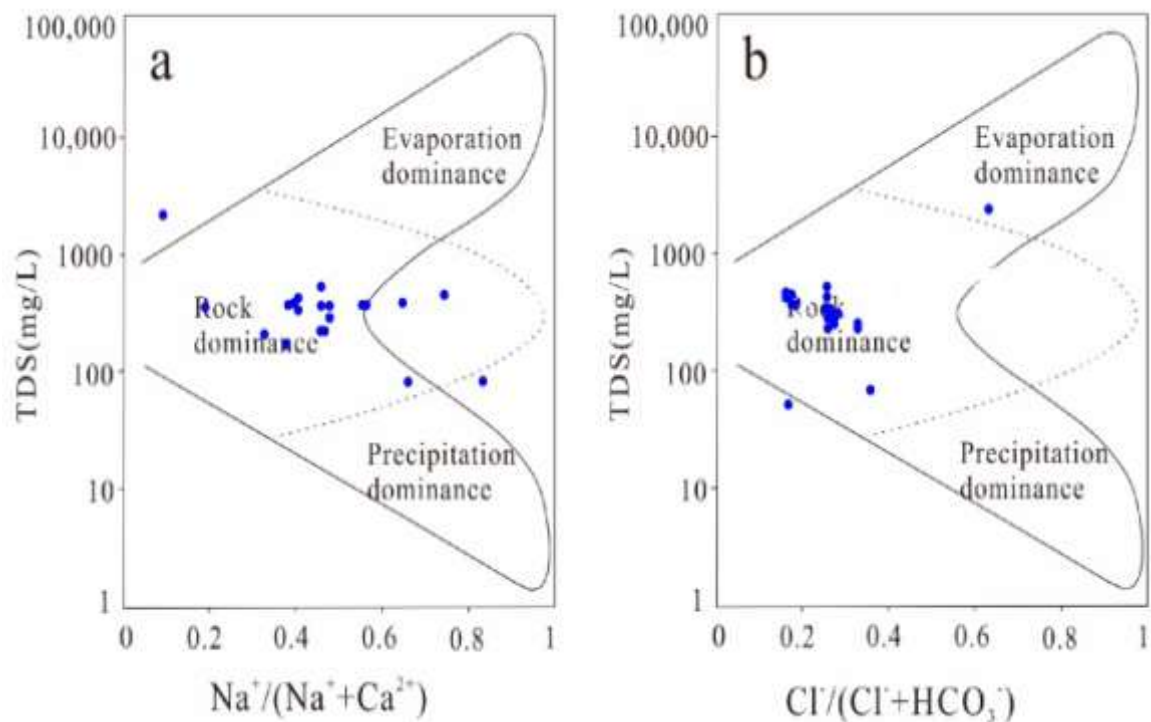 a
100,000
10,000
1000
100
10
1
TDS(mg/L)
Evaporation
dominance
Rock
dominance
Precipitation
dominance
0 0.2 0.4 0.6 0.8 1
Na⁺/(Na⁺+Ca²⁺)
b
100,000
10,000
1000
100
10
1
TDS(mg/L)
Evaporation
dominance
Rock
dominance
Precipitation
dominance
0 0.2 0.4 0.6 0.8 1
Cl⁻/(Cl⁻+HCO₃⁻)